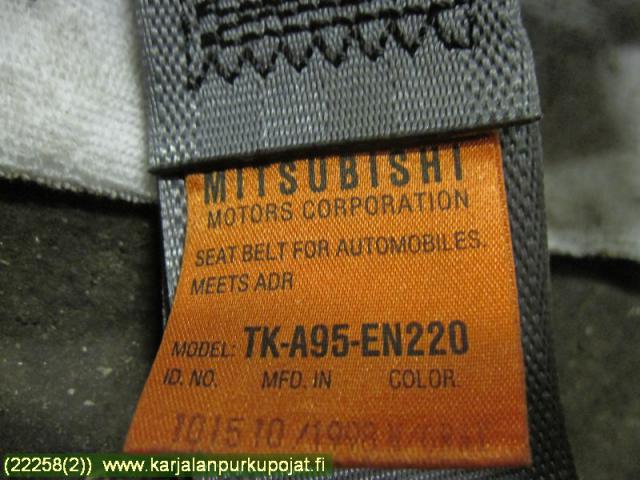 MITSUBISHI
MOTORS CORPORATION
SEAT BELT FOR AUTOMOBILES.
MEETS ADR
MODEL: TK-A95-EN220
ID. NO. MFD. IN COLOR
101510
(22258(2)) www.karjalanpurkupojat.fi